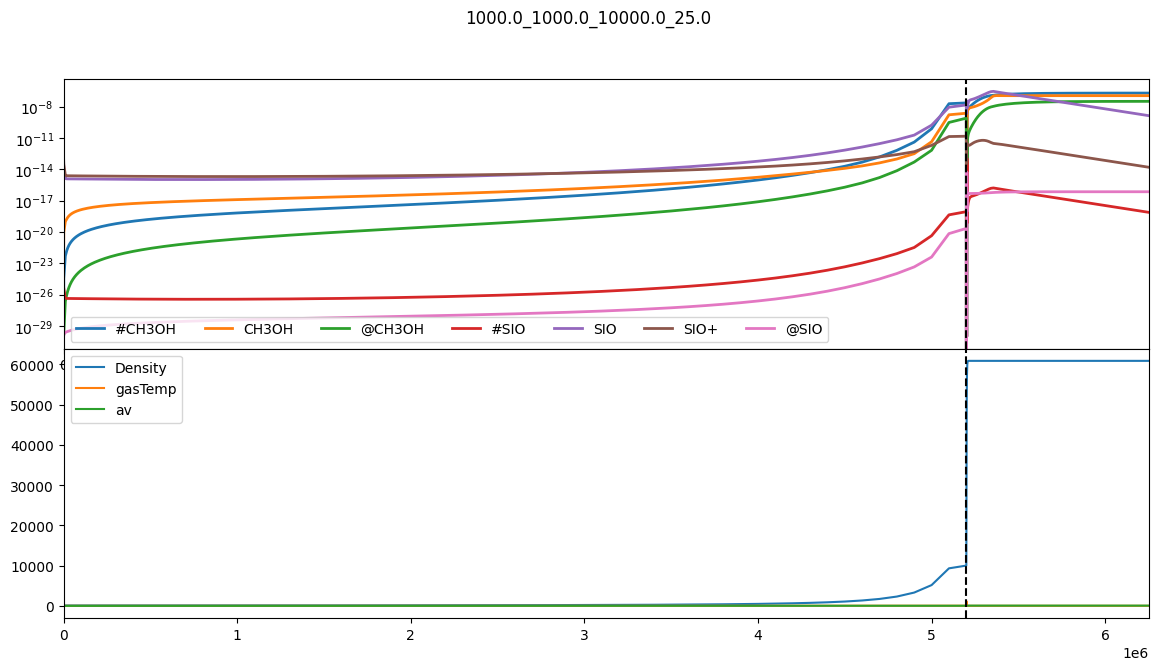 1000.0_1000.0_10000.0_25.0
10⁻⁸
10⁻¹¹
10⁻¹⁴
10⁻¹⁷
10⁻²⁰
10⁻²³
10⁻²⁶
10⁻²⁹
#CH3OH CH3OH @CH3OH #SIO SIO SIO+ @SIO
60000
50000
40000
30000
20000
10000
0
Density
gasTemp
av
0 1 2 3 4 5 6
1e6